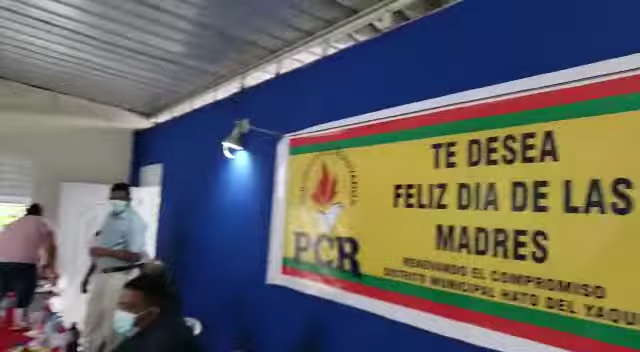 PCR
TE DESEA
FELIZ DIA DE LAS
MADRES
RENOVANDO EL COMPROMISO
DISTRITO MUNICIPAL HATO DEL YAQUE